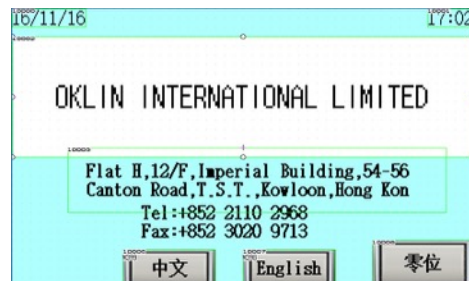 16/11/16 17:02
OKLIN INTERNATIONAL LIMITED
Flat H,12/F,Imperial Building,54-56
Canton Road,T.S.T.,Kowloon,Hong Kon
Tel:+852 2110 2968
Fax:+852 3020 9713
中文 English 零位